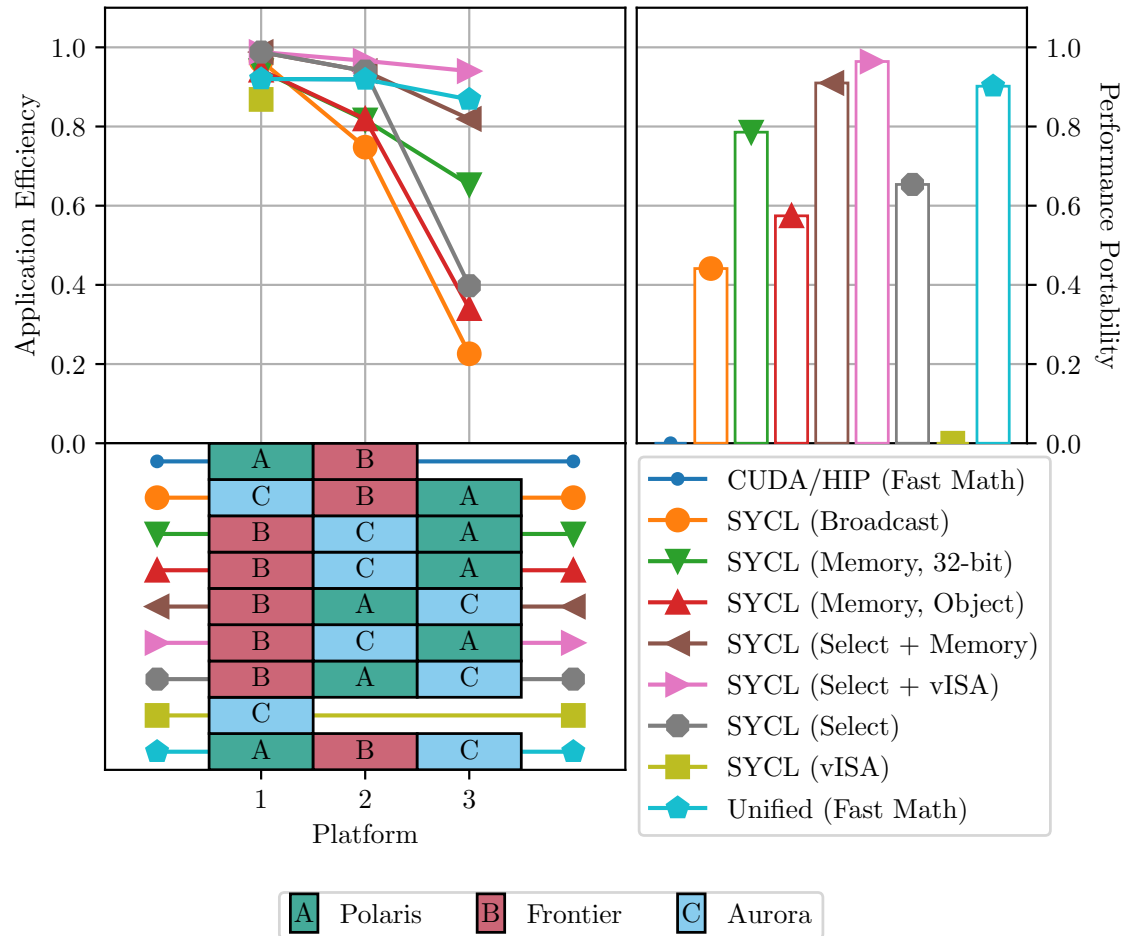 Application Efficiency
1.0
0.8
0.6
0.4
0.2
0.0
1.0
0.8
0.6
0.4
0.2
0.0
Performance Portability
A B
C B A
B C A
B C A
B A C
B C A
B A C
C
A B C
1 2 3
Platform
CUDA/HIP (Fast Math)
SYCL (Broadcast)
SYCL (Memory, 32-bit)
SYCL (Memory, Object)
SYCL (Select + Memory)
SYCL (Select + vISA)
SYCL (Select)
SYCL (vISA)
Unified (Fast Math)
A Polaris B Frontier C Aurora